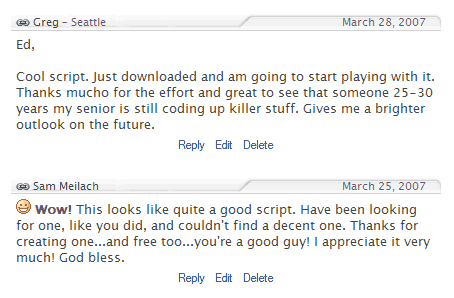 Greg - Seattle March 28, 2007
Ed,
Cool script. Just downloaded and am going to start playing with it.
Thanks mucho for the effort and great to see that someone 25-30
years my senior is still coding up killer stuff. Gives me a brighter
outlook on the future.
Reply Edit Delete
Sam Meilach March 25, 2007
Wow! This looks like quite a good script. Have been looking
for one, like you did, and couldn't find a decent one. Thanks for
creating one...and free too...you're a good guy! I appreciate it very
much! God bless.
Reply Edit Delete